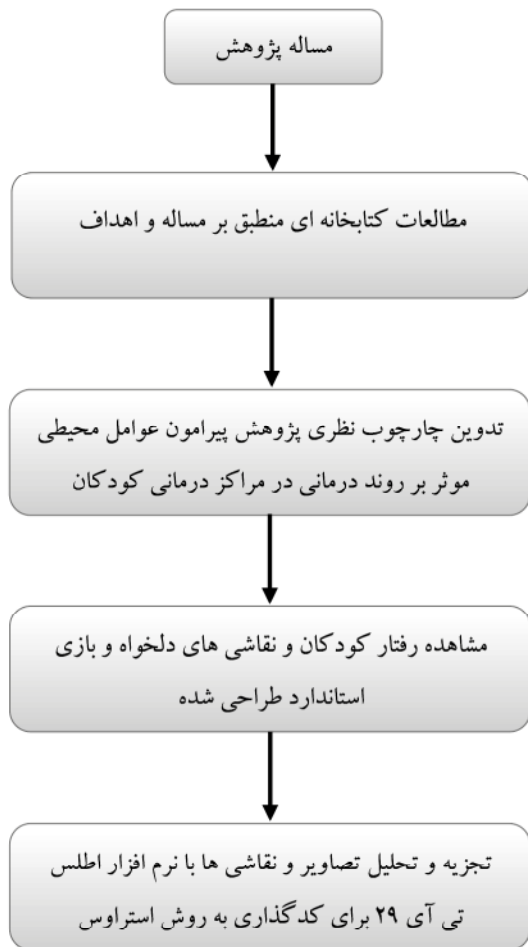 مساله پژوهش
مطالعات کتابخانه ای منطبق بر مساله و اهداف
تدوین چارچوب نظری پژوهش پیرامون عوامل محیطی
موثر بر روند درمانی در مراکز درمانی کودکان
مشاهده رفتار کودکان و نقاشی های دلخواه و بازی
استاندارد طراحی شده
تجزیه و تحلیل تصاویر و نقاشی ها با نرم افزار اطلس
تی آی ۲۹ برای کدگذاری به روش استراوس